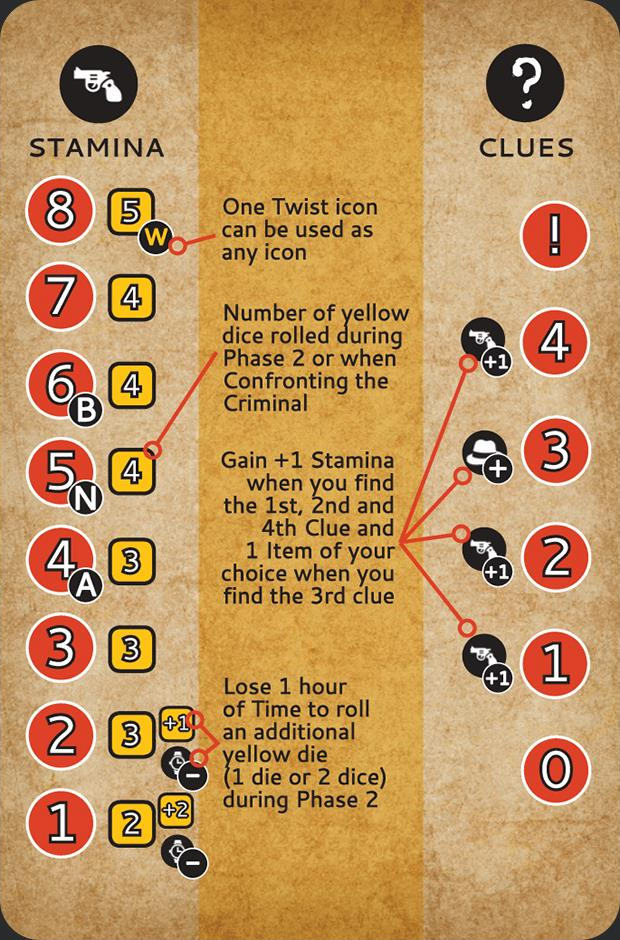 STAMINA
8
5
W
7
4
6
B
4
5
N
4
4
A
3
3
3
2
3
+1
−
1
2
+2
−
One Twist icon
can be used as
any icon
Number of yellow
dice rolled during
Phase 2 or when
Confronting the
Criminal
Gain +1 Stamina
when you find
the 1st, 2nd and
4th Clue and
1 Item of your
choice when you
find the 3rd clue
Lose 1 hour
of Time to roll
an additional
yellow die
(1 die or 2 dice)
during Phase 2
?
CLUES
!
+1
4
+
3
+1
2
+1
1
0